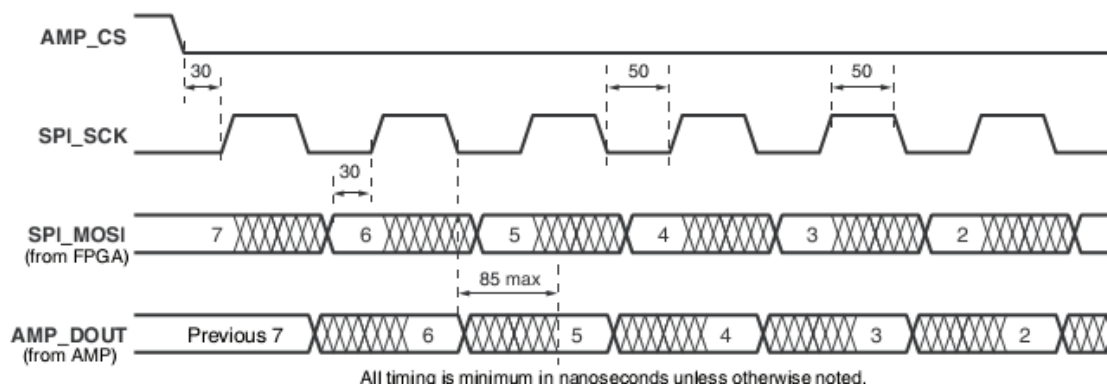 AMP_CS
30
50
50
SPI_SCK
30
SPI_MOSI
(from FPGA)
7 6 5 4 3 2
85 max
AMP_DOUT
(from AMP)
Previous 7 6 5 4 3 2
All timing is minimum in nanoseconds unless otherwise noted.